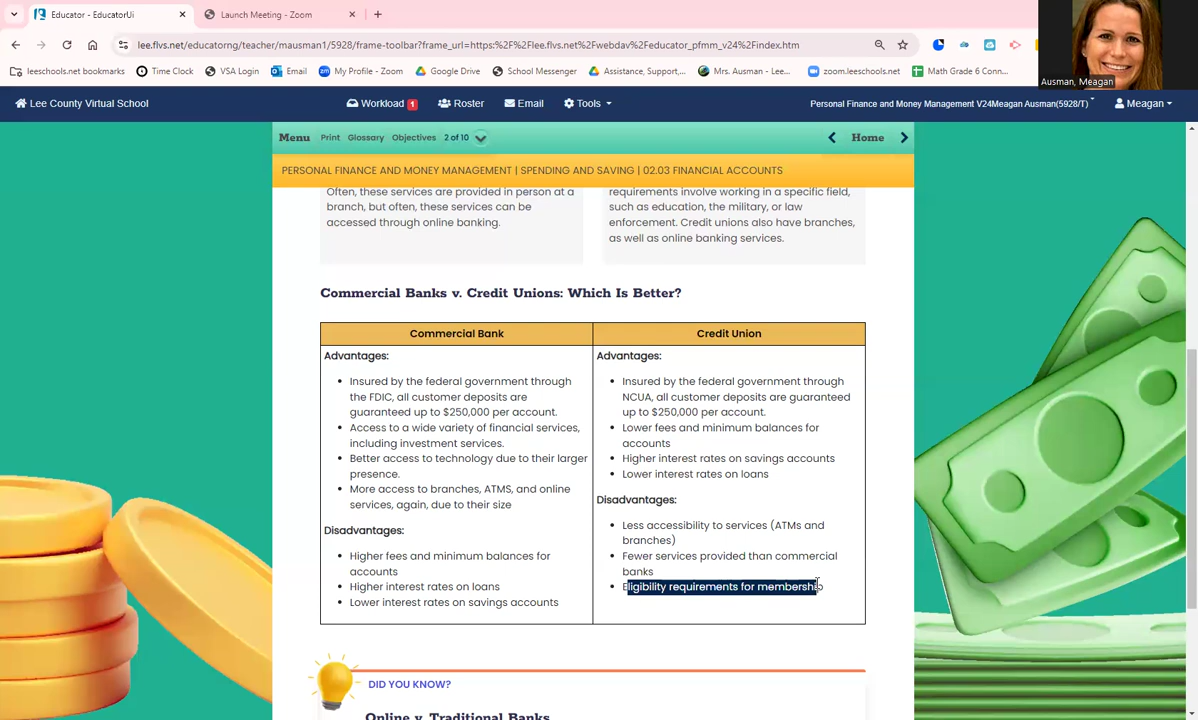 Educator - EducatorUi
Launch Meeting - Zoom
lee.flvs.net/educatorng/teacher/mausman1/5928/frame-toolbar?frame_url=https:%2F%2Flee.flvs.net%2Fwebdav%2Feducator_pfmm_v24%2Findex.htm
leeschools.net bookmarks
Time Clock
VSA Login
Email
My Profile - Zoom
Google Drive
School Messenger
Assistance, Support,...
Mrs. Ausman - Lee...
zoom.leeschools.net
Math Grade 6 Conn...
Ausman, Meagan
Lee County Virtual School
Workload 1
Roster
Email
Tools
Personal Finance and Money Management V24Meagan Ausman(5928/T)
Meagan
Menu
Print
Glossary
Objectives
2 of 10
Home
PERSONAL FINANCE AND MONEY MANAGEMENT | SPENDING AND SAVING | 02.03 FINANCIAL ACCOUNTS
Often, these services are provided in person at a
branch, but often, these services can be
accessed through online banking.
requirements involve working in a specific field,
such as education, the military, or law
enforcement. Credit unions also have branches,
as well as online banking services.
Commercial Banks v. Credit Unions: Which Is Better?
Commercial Bank
Advantages:
Insured by the federal government through
the FDIC, all customer deposits are
guaranteed up to $250,000 per account.
Access to a wide variety of financial services,
including investment services.
Better access to technology due to their larger
presence.
More access to branches, ATMS, and online
services, again, due to their size
Disadvantages:
Higher fees and minimum balances for
accounts
Higher interest rates on loans
Lower interest rates on savings accounts
Credit Union
Advantages:
Insured by the federal government through
NCUA, all customer deposits are guaranteed
up to $250,000 per account.
Lower fees and minimum balances for
accounts
Higher interest rates on savings accounts
Lower interest rates on loans
Disadvantages:
Less accessibility to services (ATMs and
branches)
Fewer services provided than commercial
banks
Eligibility requirements for membership
DID YOU KNOW?
Online v. Traditional Banks